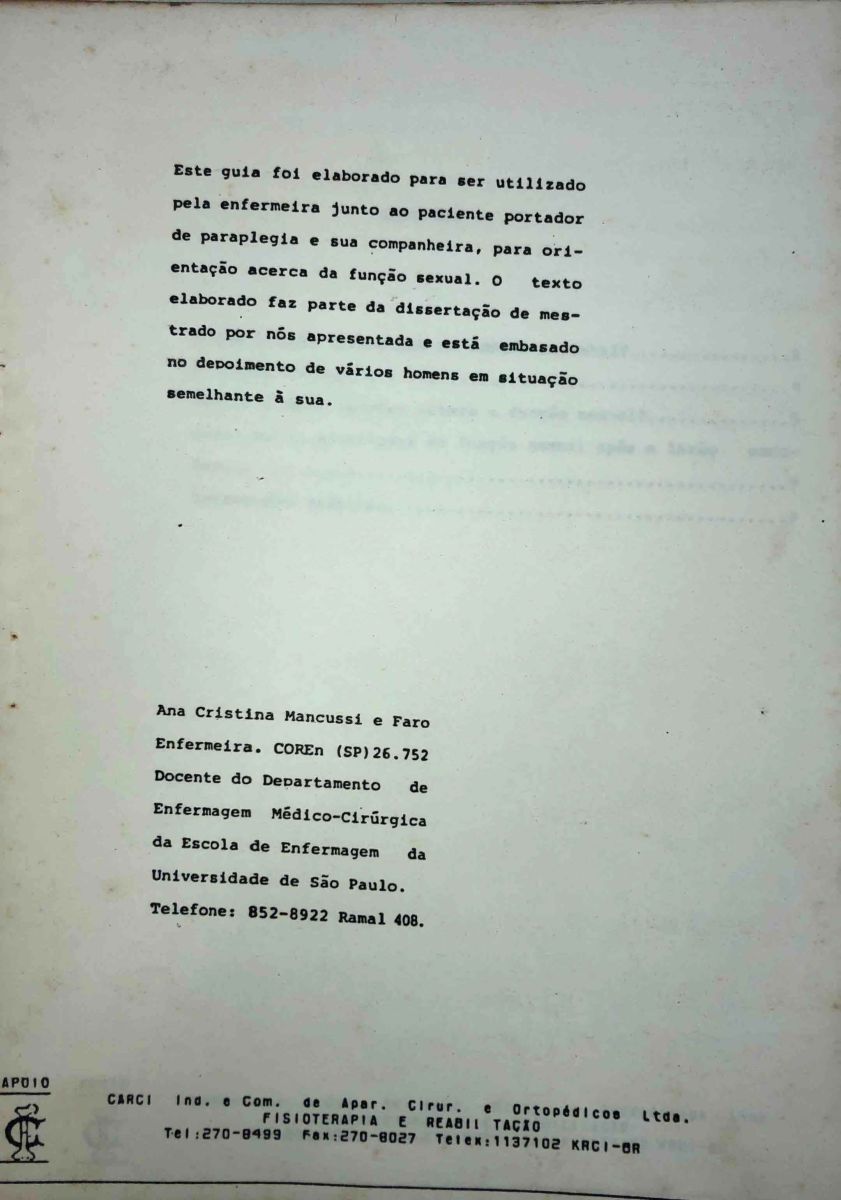 Este guia foi elaborado para ser utilizado
pela enfermeira junto ao paciente portador
de paraplegia e sua companheira, para ori-
entação acerca da função sexual. O texto
elaborado faz parte da dissertação de mes-
trado por nós apresentada e está embasado
no depoimento de vários homens em situação
semelhante à sua.
Ana Cristina Mancussi e Faro
Enfermeira. COREn (SP)26.752
Docente do Departamento de
Enfermagem Médico-Cirúrgica
da Escola de Enfermagem da
Universidade de São Paulo.
Telefone: 852-8922 Ramal 408.
APOIO
CARCI Ind. e Com. de Apar. Cirur. e Ortopédicos Ltda.
FISIOTERAPIA E REABILI TAÇÃO
Tel:270-8499 Fax:270-8027 Telex:1137102 KRCI-BR